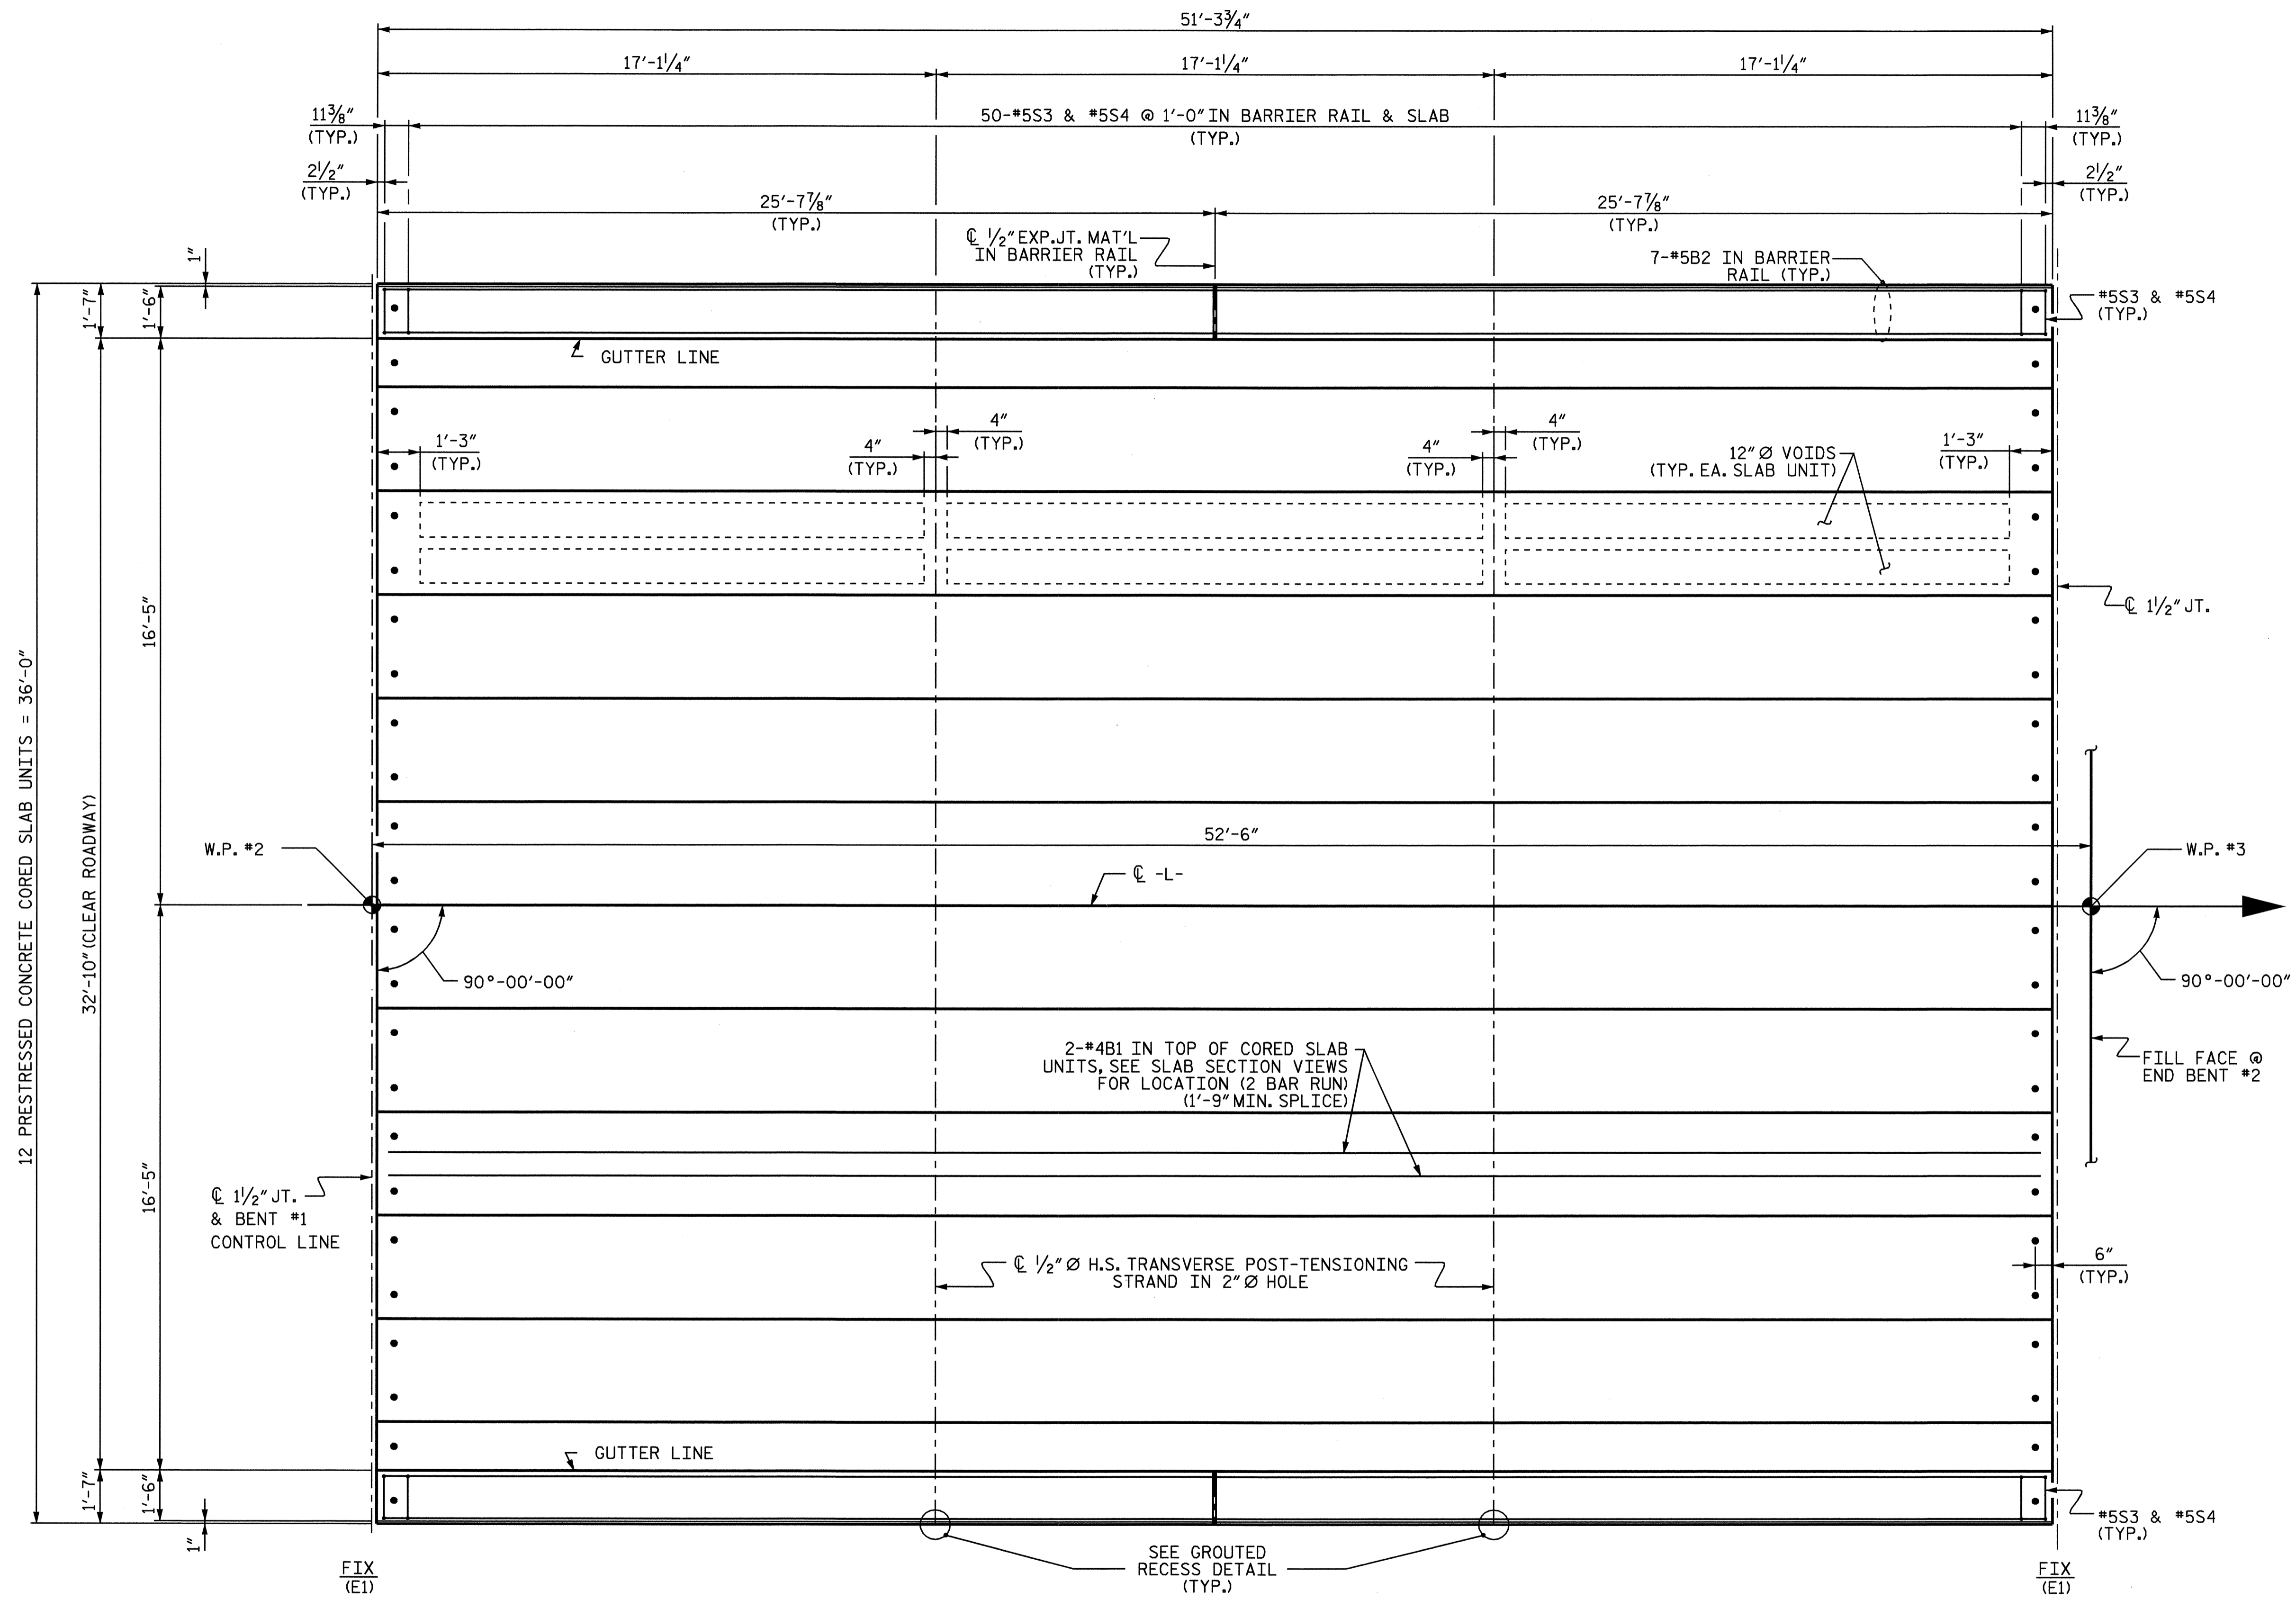 51'-3¾"
17'-1¼"
17'-1¼"
17'-1¼"
11⅜"
(TYP.)
50-#5S3 & #5S4 @ 1'-0" IN BARRIER RAIL & SLAB
(TYP.)
11⅜"
(TYP.)
2½"
(TYP.)
2½"
(TYP.)
25'-7⅞"
(TYP.)
25'-7⅞"
(TYP.)
℄ ½" EXP.JT. MAT'L
IN BARRIER RAIL
(TYP.)
7-#5B2 IN BARRIER
RAIL (TYP.)
1"
1'-7"
1'-6"
#5S3 & #5S4
(TYP.)
GUTTER LINE
1'-3"
(TYP.)
4"
(TYP.)
4"
(TYP.)
4"
(TYP.)
4"
(TYP.)
12"Ø VOIDS
(TYP. EA. SLAB UNIT)
1'-3"
(TYP.)
℄ 1½" JT.
16'-5"
12 PRESTRESSED CONCRETE CORED SLAB UNITS = 36'-0"
32'-10" (CLEAR ROADWAY)
52'-6"
W.P. #2
W.P. #3
℄ -L-
90°-00'-00"
90°-00'-00"
2-#4B1 IN TOP OF CORED SLAB
UNITS, SEE SLAB SECTION VIEWS
FOR LOCATION (2 BAR RUN)
(1'-9" MIN. SPLICE)
FILL FACE @
END BENT #2
16'-5"
℄ 1½" JT.
& BENT #1
CONTROL LINE
℄ ½" Ø H.S. TRANSVERSE POST-TENSIONING
STRAND IN 2" Ø HOLE
6"
(TYP.)
GUTTER LINE
1'-7"
1'-6"
1"
#5S3 & #5S4
(TYP.)
SEE GROUTED
RECESS DETAIL
(TYP.)
FIX
(E1)
FIX
(E1)